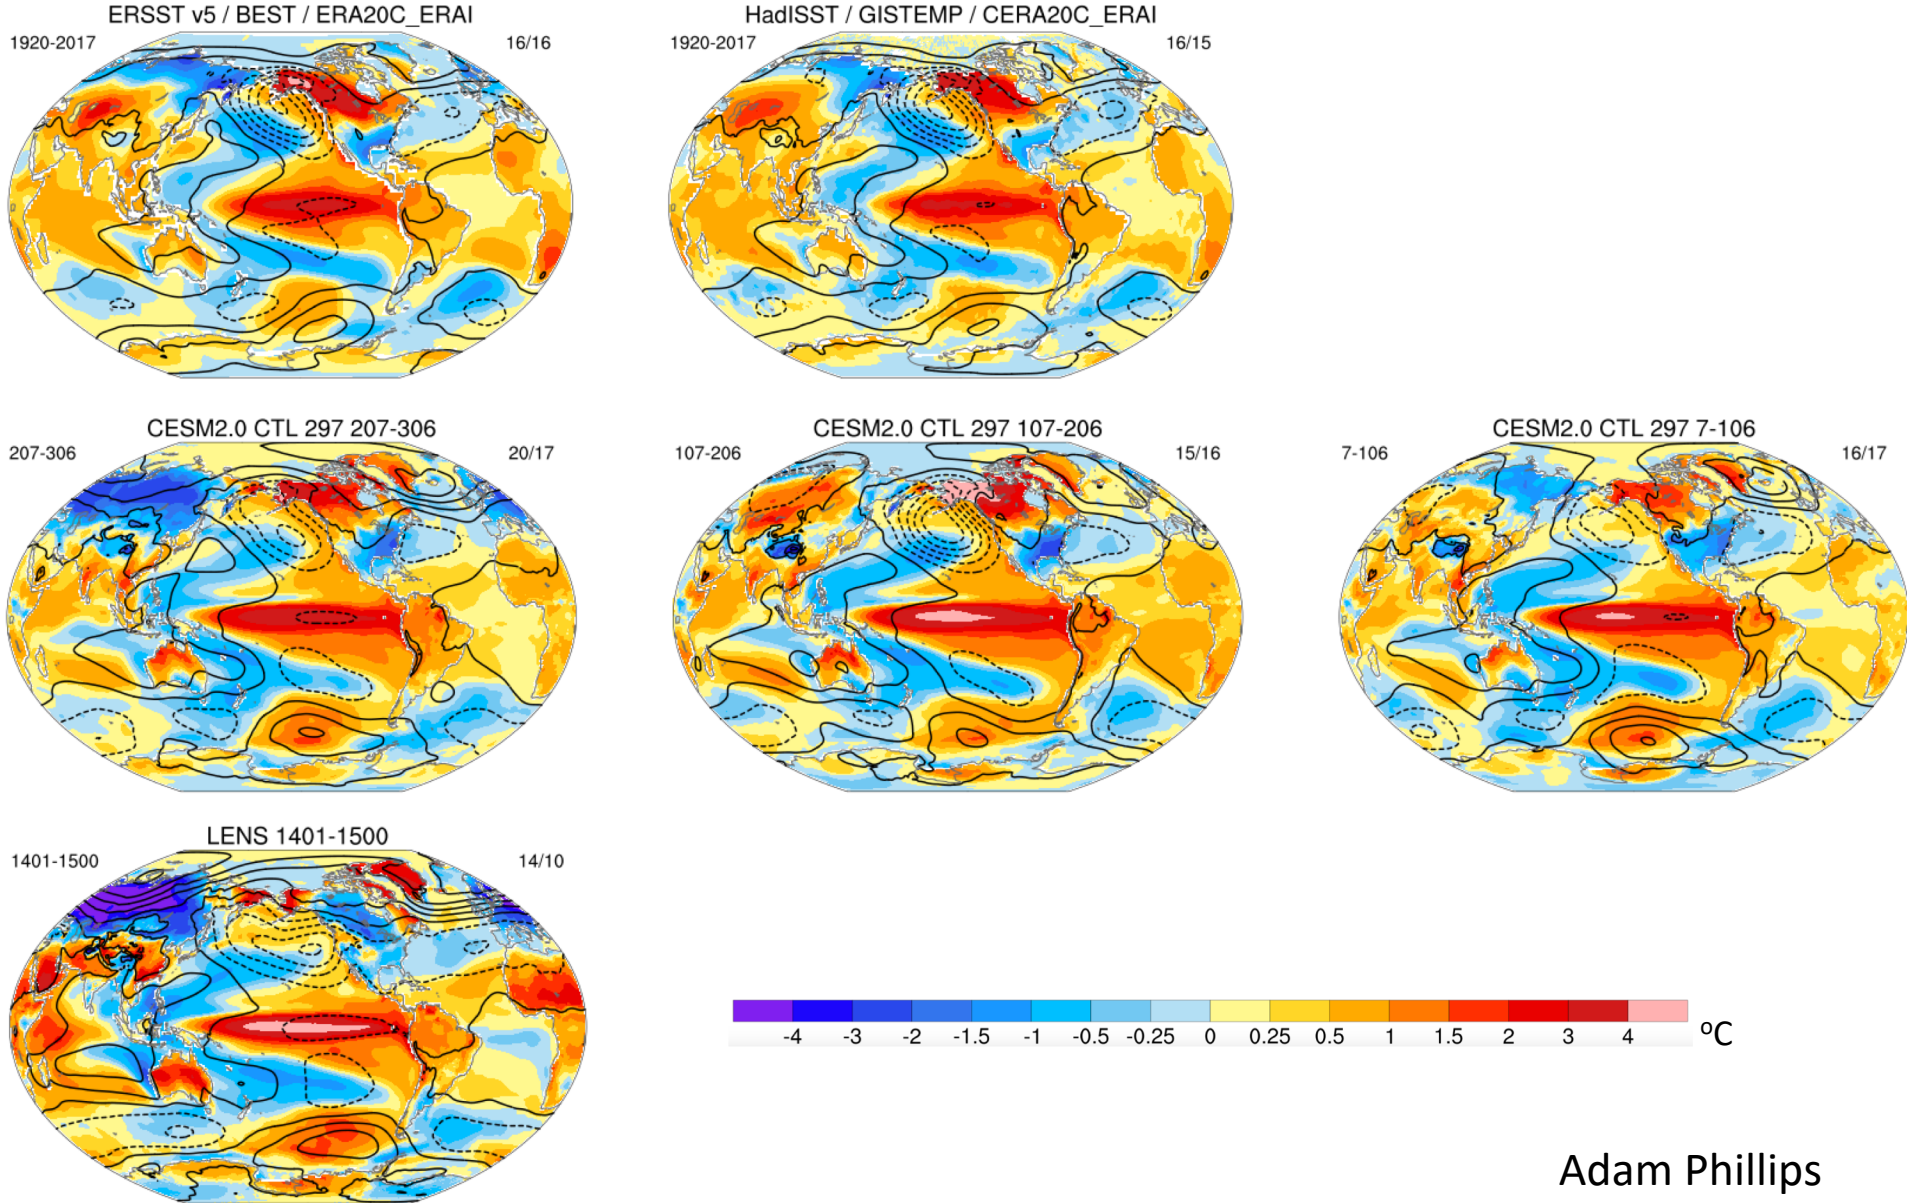 ERSST v5 / BEST / ERA20C_ERAI
1920-2017
16/16
HadISST / GISTEMP / CERA20C_ERAI
1920-2017
16/15
CESM2.0 CTL 297 207-306
207-306
20/17
CESM2.0 CTL 297 107-206
107-206
15/16
CESM2.0 CTL 297 7-106
7-106
16/17
LENS 1401-1500
1401-1500
14/10
-4 -3 -2 -1.5 -1 -0.5 -0.25 0 0.25 0.5 1 1.5 2 3 4 °C
Adam Phillips